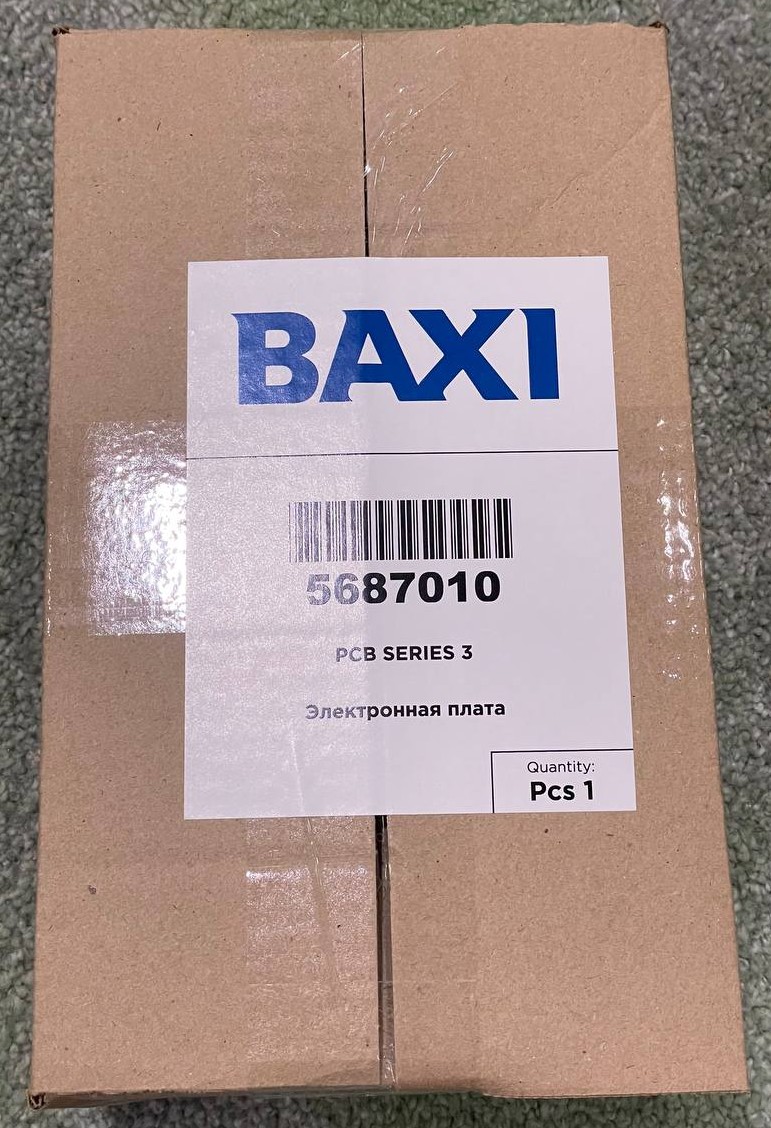 BAXI
5687010
PCB SERIES 3
Электронная плата
Quantity:
Pcs 1